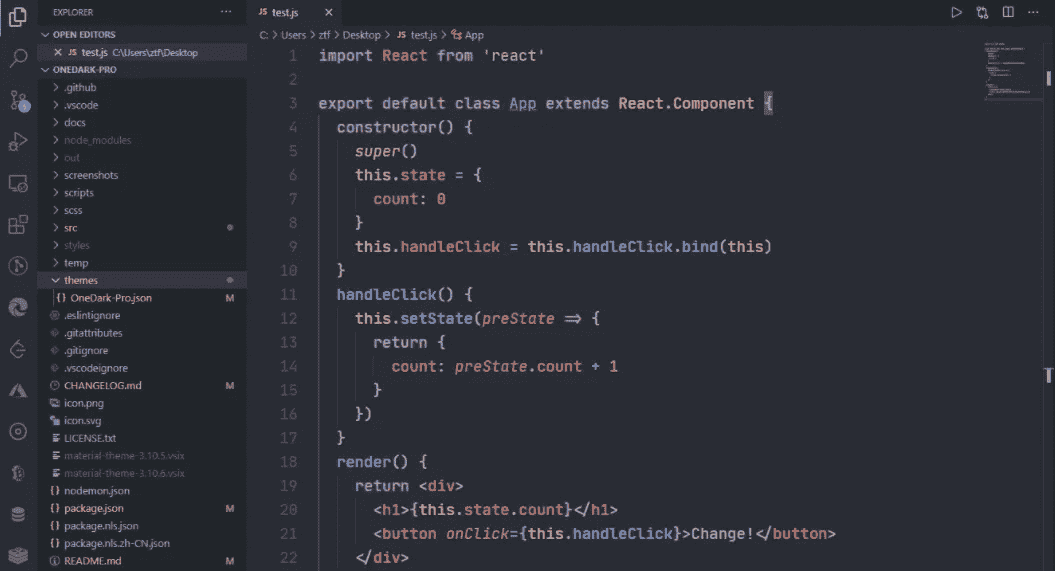 EXPLORER
OPEN EDITORS
JS test.js C:\Users\ztf\Desktop
ONEDARK-PRO
.github
.vscode
docs
node_modules
out
screenshots
scripts
scss
src
styles
temp
themes
{} OneDark-Pro.json M
.eslintignore
.gitattributes
.gitignore
.vscodeignore
CHANGELOG.md M
icon.png
icon.svg
LICENSE.txt
material-theme-3.10.5.vsix
material-theme-3.10.6.vsix
{} nodemon.json
{} package.json M
{} package.nls.json
{} package.nls.zh-CN.json
README.md M
JS test.js
C: > Users > ztf > Desktop > JS test.js > App
1 import React from 'react'
2
3 export default class App extends React.Component {
4 constructor() {
5 super()
6 this.state = {
7 count: 0
8 }
9 this.handleClick = this.handleClick.bind(this)
10 }
11 handleClick() {
12 this.setState(preState => {
13 return {
14 count: preState.count + 1
15 }
16 })
17 }
18 render() {
19 return <div>
20 <h1>{this.state.count}</h1>
21 <button onClick={this.handleClick}>Change!</button>
22 </div>